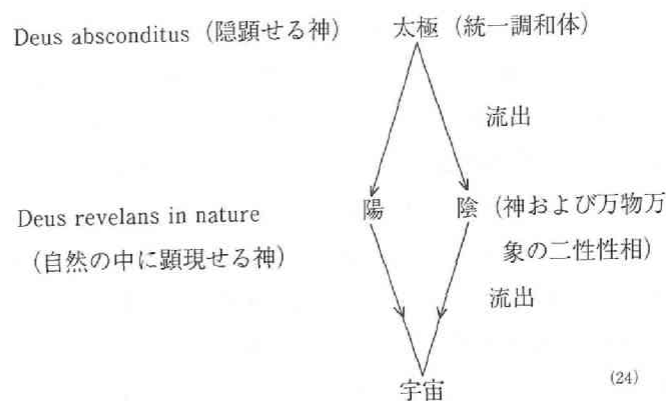 Deus absconditus（隠顕せる神）　太極（統一調和体）
流出
Deus revelans in nature　陽　陰（神および万物万
（自然の中に顕現せる神）　象の二性性相）
流出
宇宙
(24)